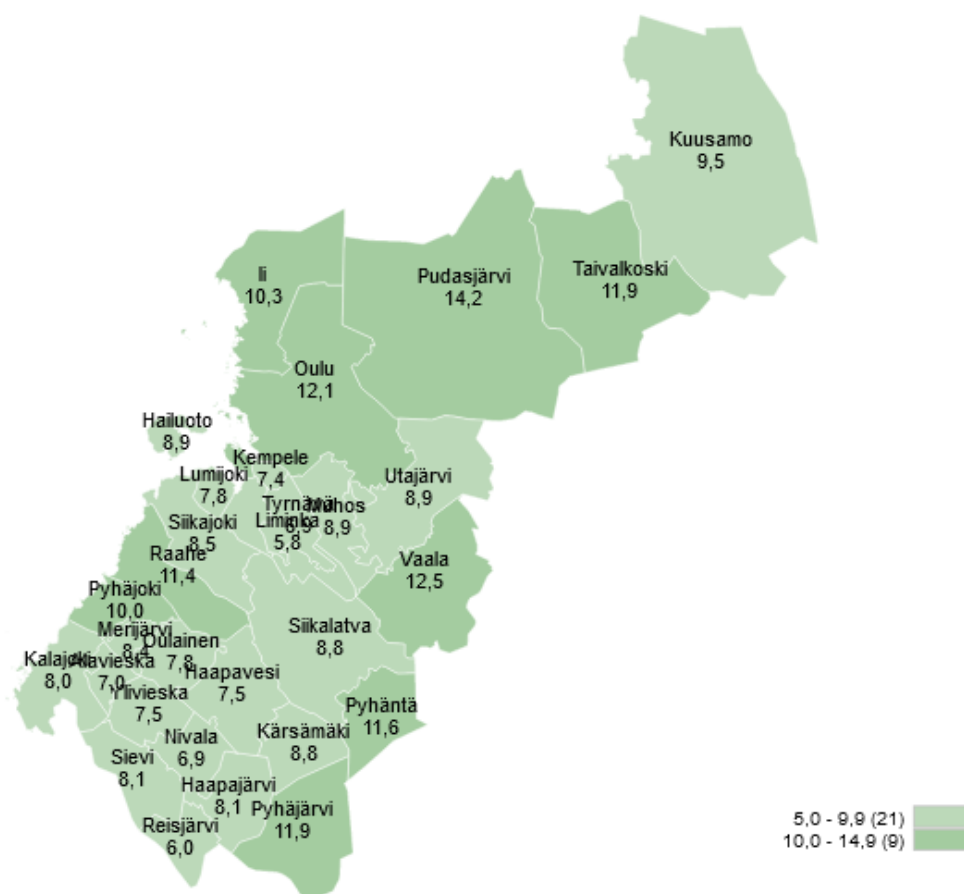 Kuusamo
9,5
Taivalkoski
11,9
Pudasjärvi
14,2
Ii
10,3
Oulu
12,1
Hailuoto
8,9
Kempele
7,4
Lumijoki
7,8
Utajärvi
8,9
Tyrnävä
6,9
Muhos
8,9
Liminka
5,8
Siikajoki
8,5
Raahe
11,4
Vaala
12,5
Pyhäjoki
10,0
Siikalatva
8,8
Merijärvi
8,4
Oulainen
7,8
Kalajoki
8,0
Alavieska
7,0
Haapavesi
7,5
Ylivieska
7,5
Pyhäntä
11,6
Nivala
6,9
Kärsämäki
8,8
Sievi
8,1
Haapajärvi
8,1
Pyhäjärvi
11,9
Reisjärvi
6,0
5,0 - 9,9 (21)
10,0 - 14,9 (9)